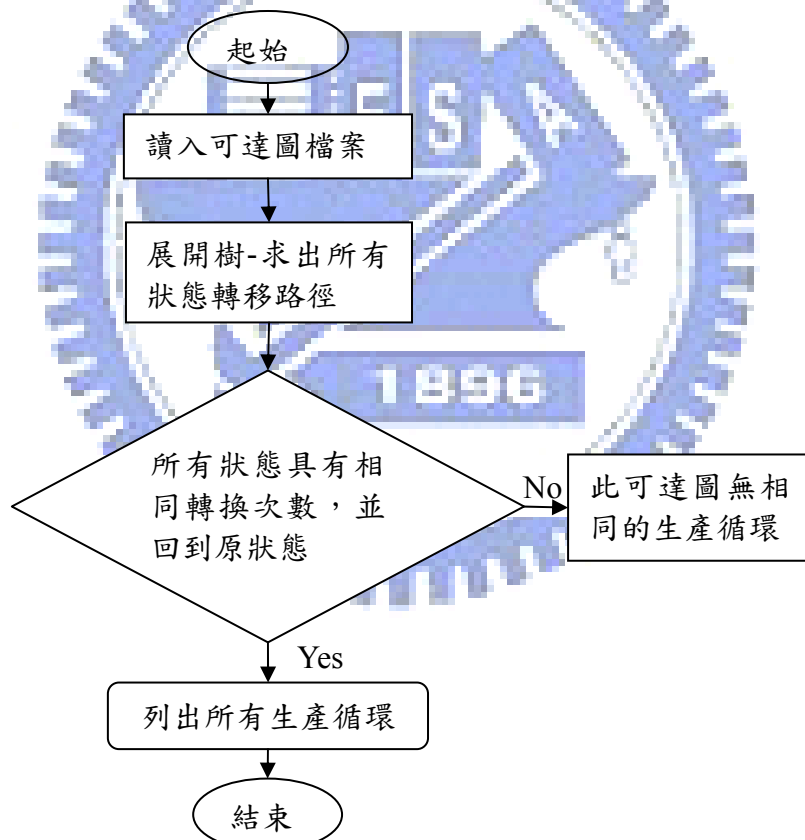 起始
讀入可達圖檔案
展開樹-求出所有
狀態轉移路徑
所有狀態具有相
同轉換次數，並
回到原狀態
No
此可達圖無相
同的生產循環
Yes
列出所有生產循環
結束
E S A
1896